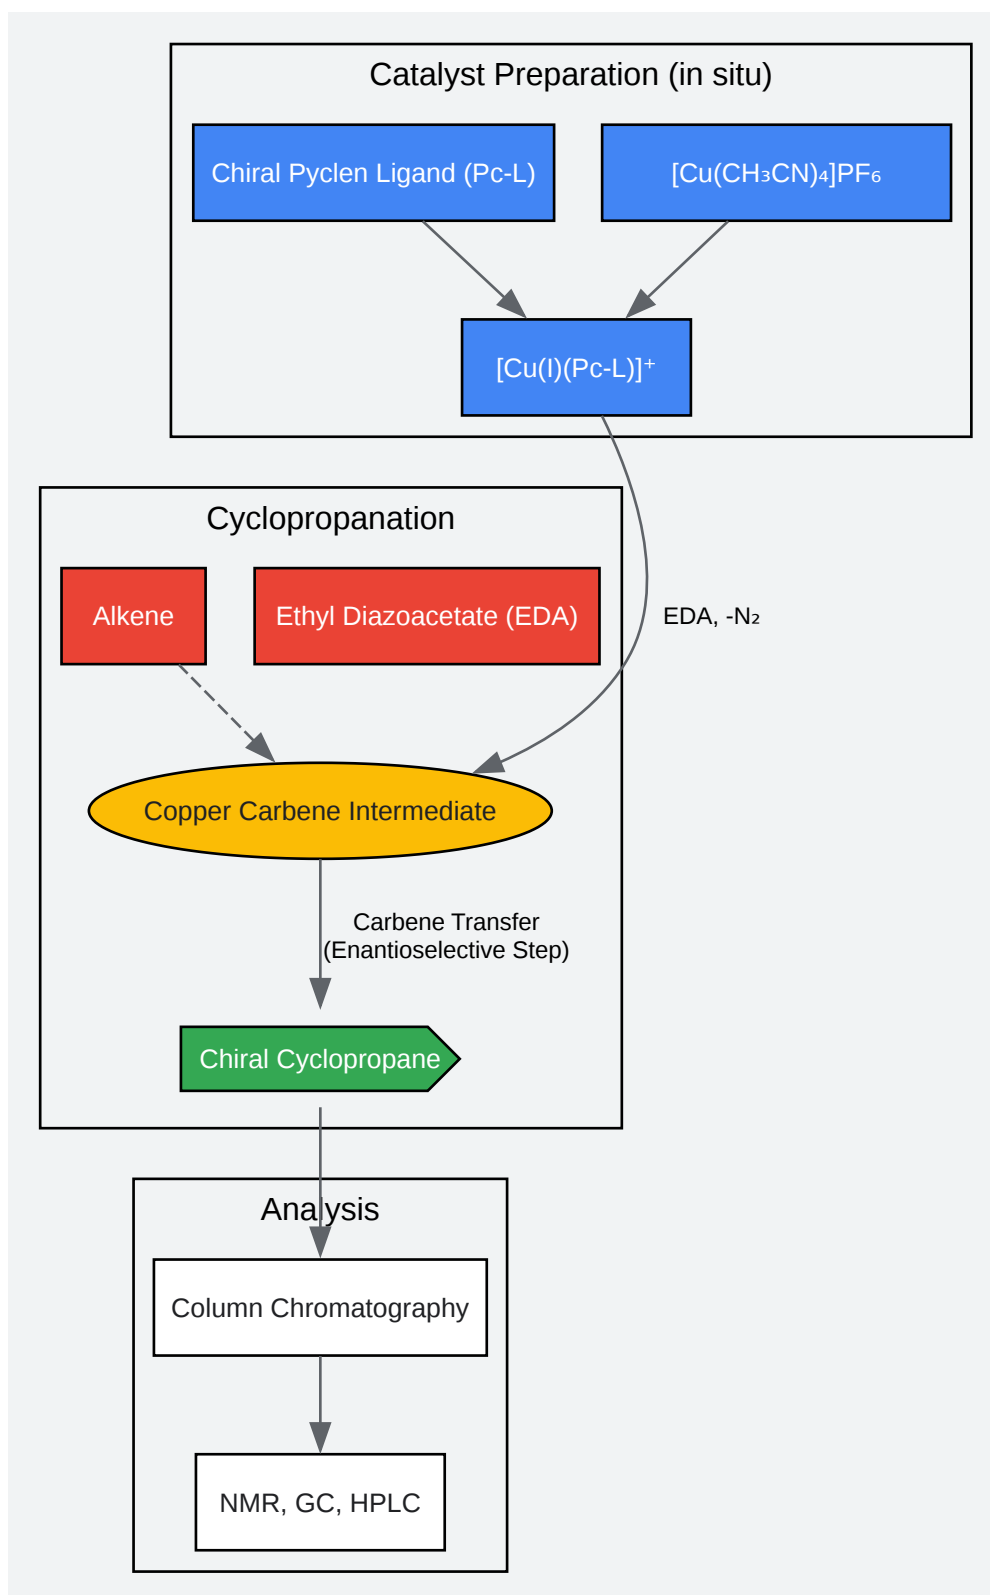 Catalyst Preparation (in situ)
Chiral Pyclen Ligand (Pc-L)
[Cu(CH₃CN)₄]PF₆
[Cu(I)(Pc-L)]⁺
Cyclopropanation
Alkene
Ethyl Diazoacetate (EDA)
EDA, -N₂
Copper Carbene Intermediate
Carbene Transfer
(Enantioselective Step)
Chiral Cyclopropane
Analysis
Column Chromatography
NMR, GC, HPLC